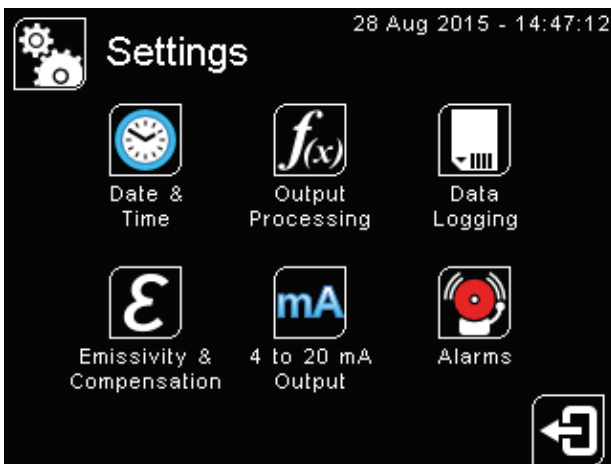 28 Aug 2015 - 14:47:12
Settings
f(x)
Date &
Time
Output
Processing
Data
Logging
ε
mA
Emissivity &
Compensation
4 to 20 mA
Output
Alarms